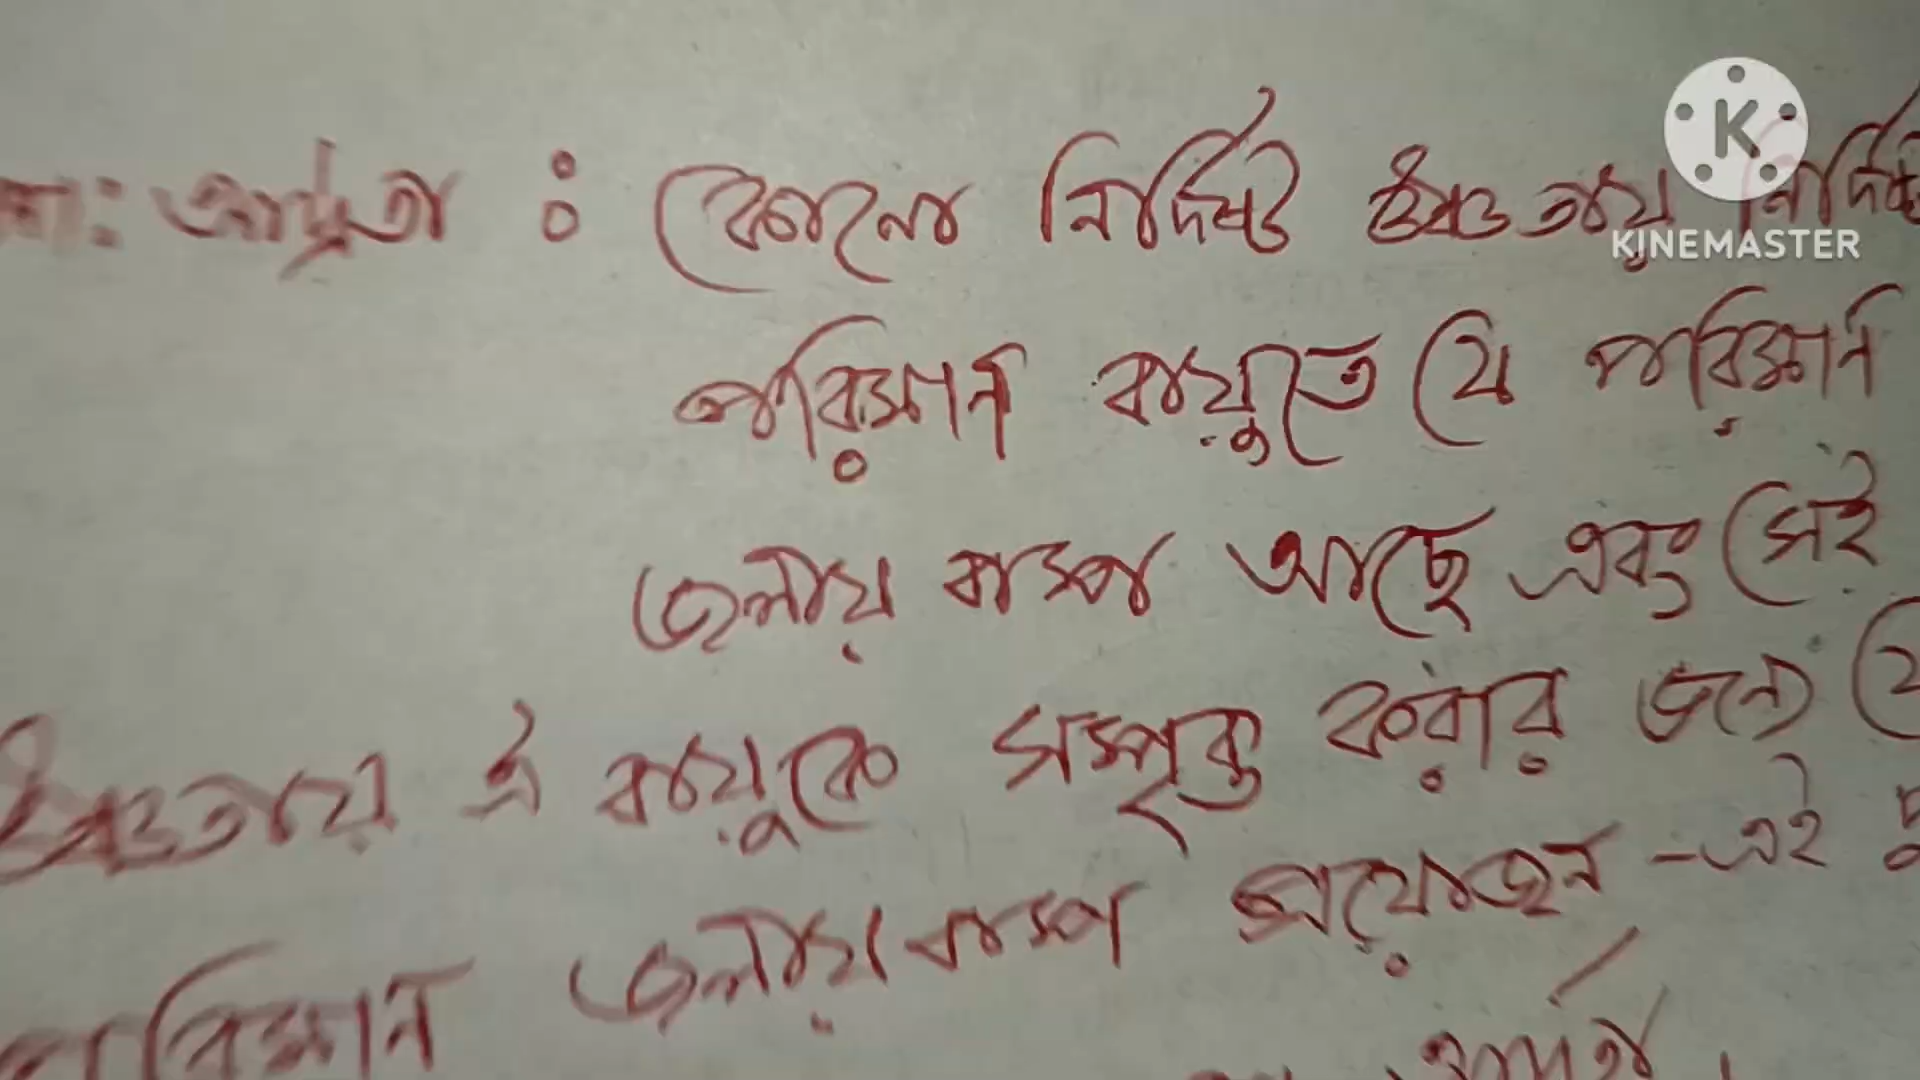 আর্দ্রতা ঃ কোনো নির্দিষ্ট উষ্ণতায় নির্দিষ্ট
পরিমান বায়ুতে যে পরিমান
জলীয় বাস্প আছে এবং সেই
উষ্ণতায় ঐ বায়ুকে সম্পৃক্ত করার জন্যে যে
পরিমান জলীয় বাস্প প্রয়োজন - এই দু
K
KINEMASTER